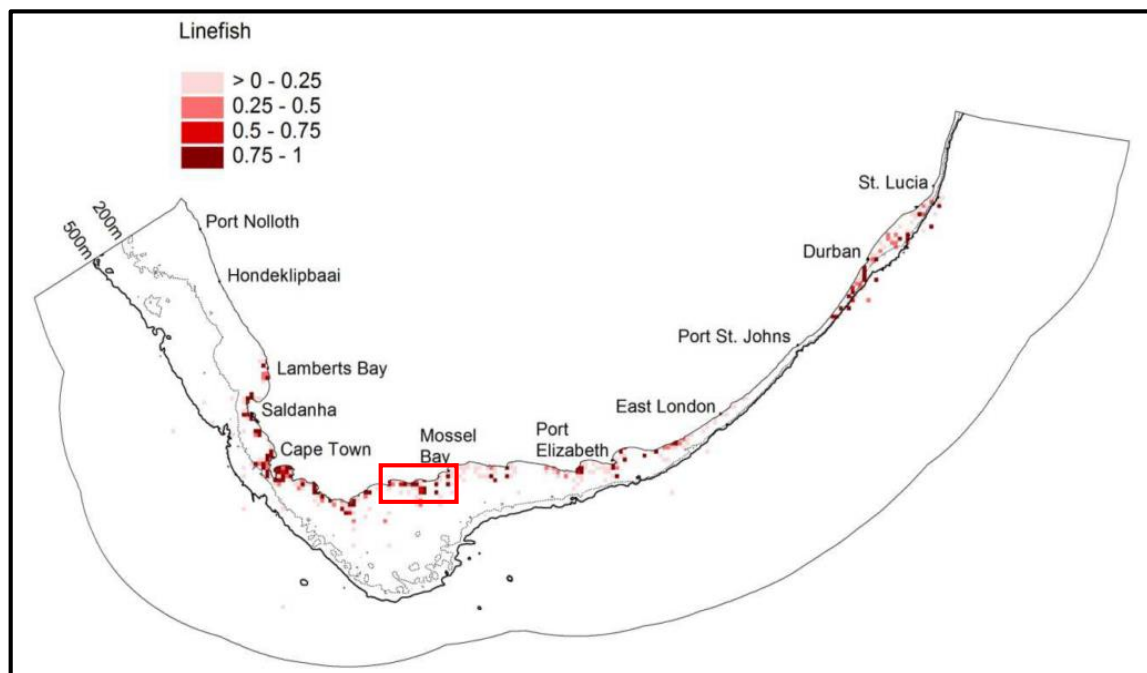 Linefish
> 0 - 0.25
0.25 - 0.5
0.5 - 0.75
0.75 - 1
200m
500m
Port Nolloth
Hondeklipbaai
Lamberts Bay
Saldanha
Cape Town
Mossel
Bay
Port
Elizabeth
East London
Port St. Johns
Durban
St. Lucia